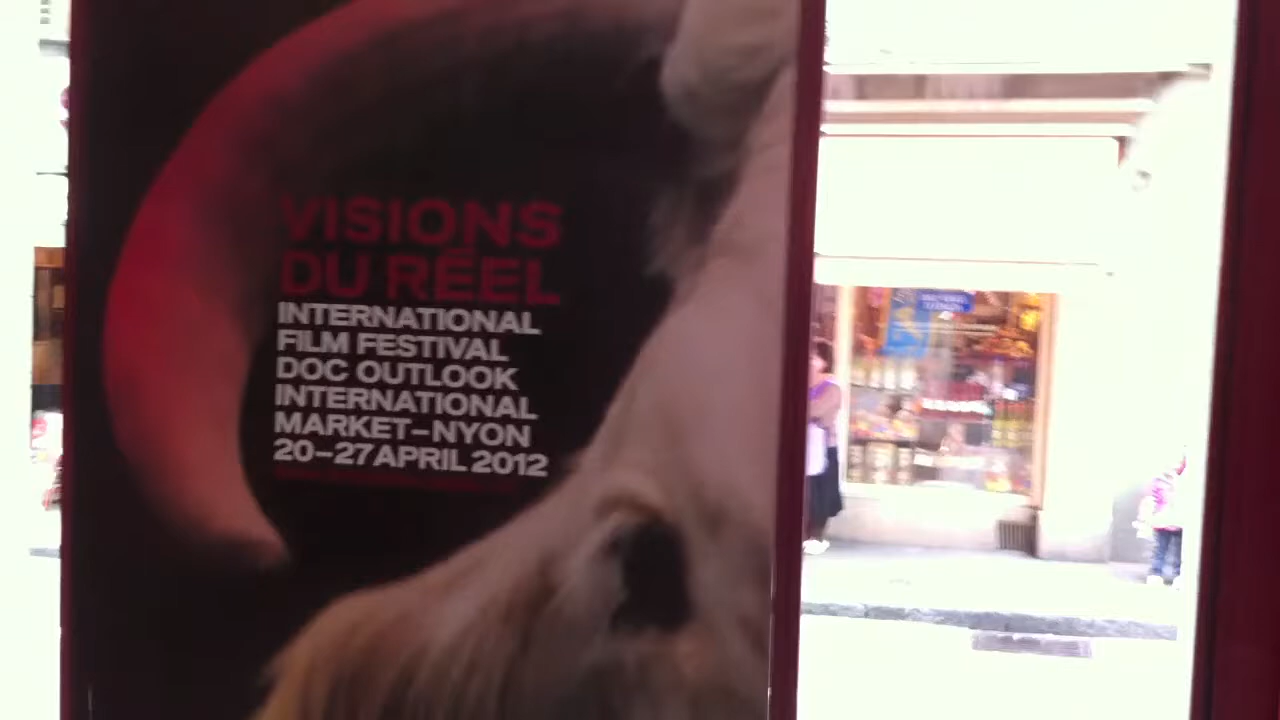 VISIONS
DU RÉEL
INTERNATIONAL
FILM FESTIVAL
DOC OUTLOOK
INTERNATIONAL
MARKET–NYON
20–27 APRIL 2012